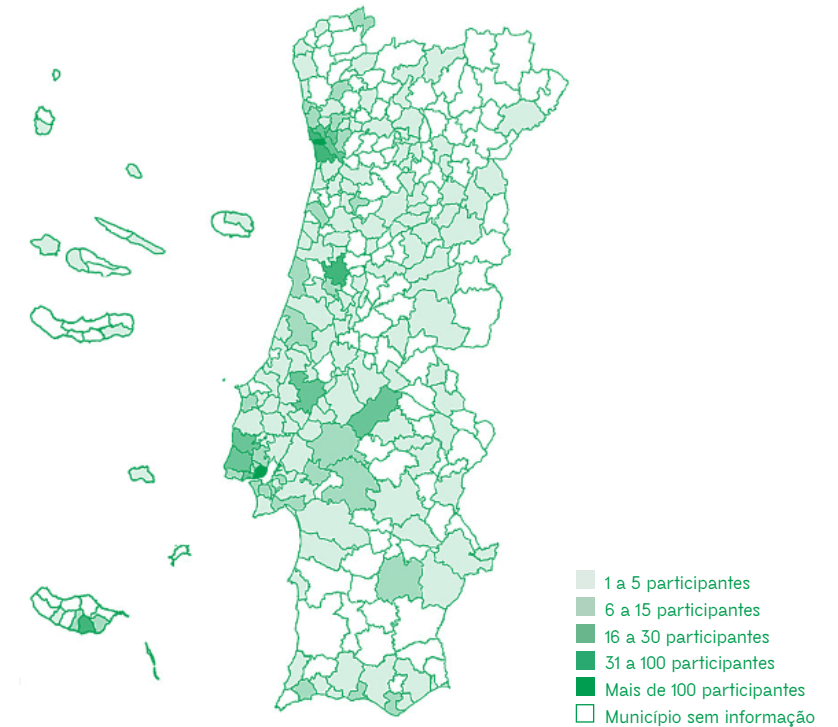 1 a 5 participantes
6 a 15 participantes
16 a 30 participantes
31 a 100 participantes
Mais de 100 participantes
Município sem informação